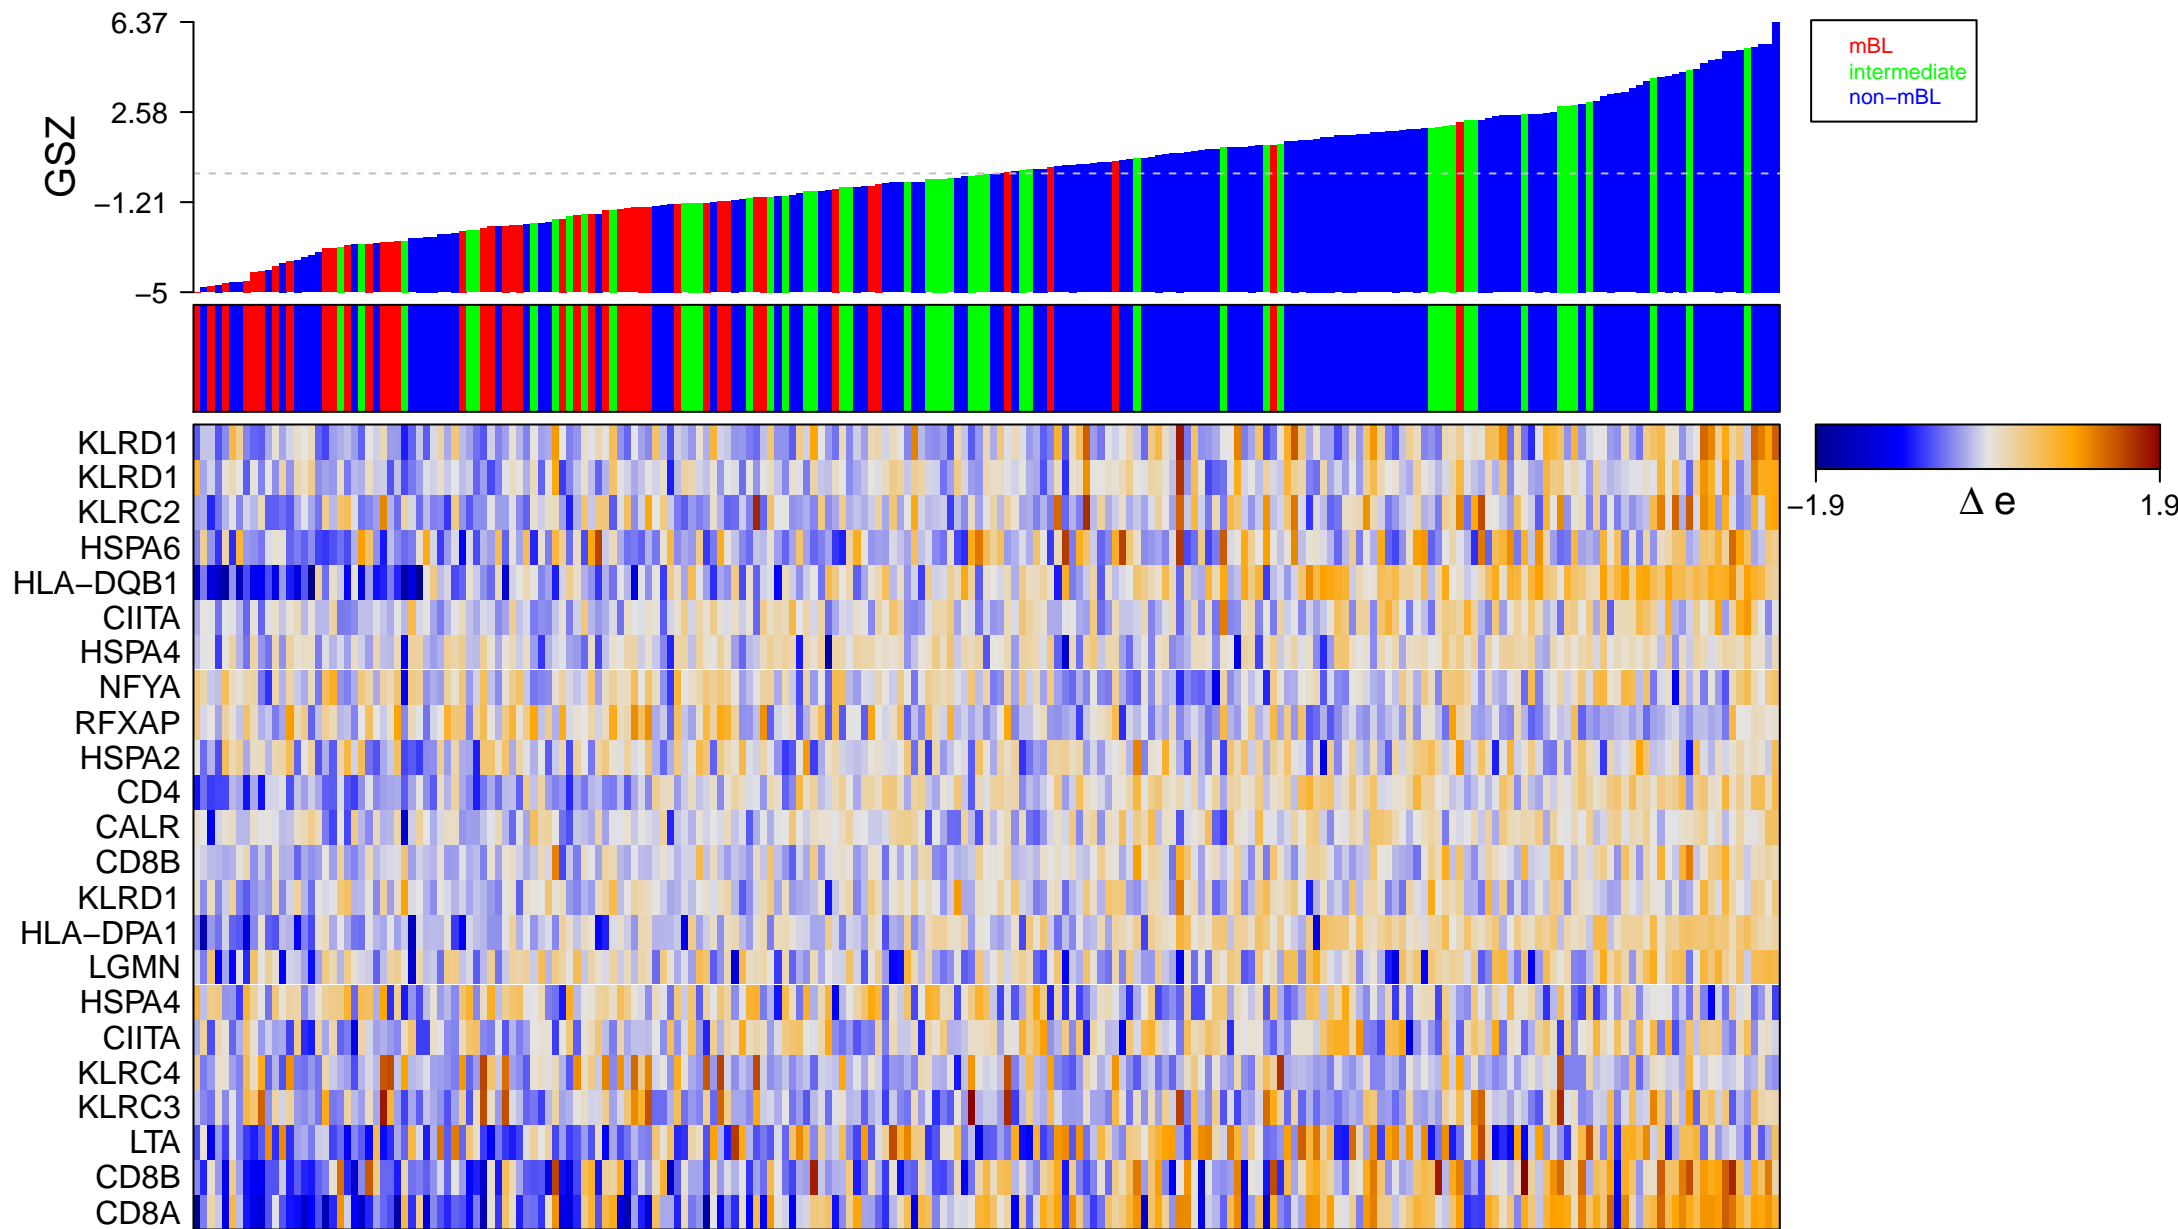 6.37
2.58
−1.21
−5
GSZ
mBL
intermediate
non−mBL
KLRD1
KLRD1
KLRC2
HSPA6
HLA−DQB1
CIITA
HSPA4
NFYA
RFXAP
HSPA2
CD4
CALR
CD8B
KLRD1
HLA−DPA1
LGMN
HSPA4
CIITA
KLRC4
KLRC3
LTA
CD8B
CD8A
−1.9 Δ e 1.9